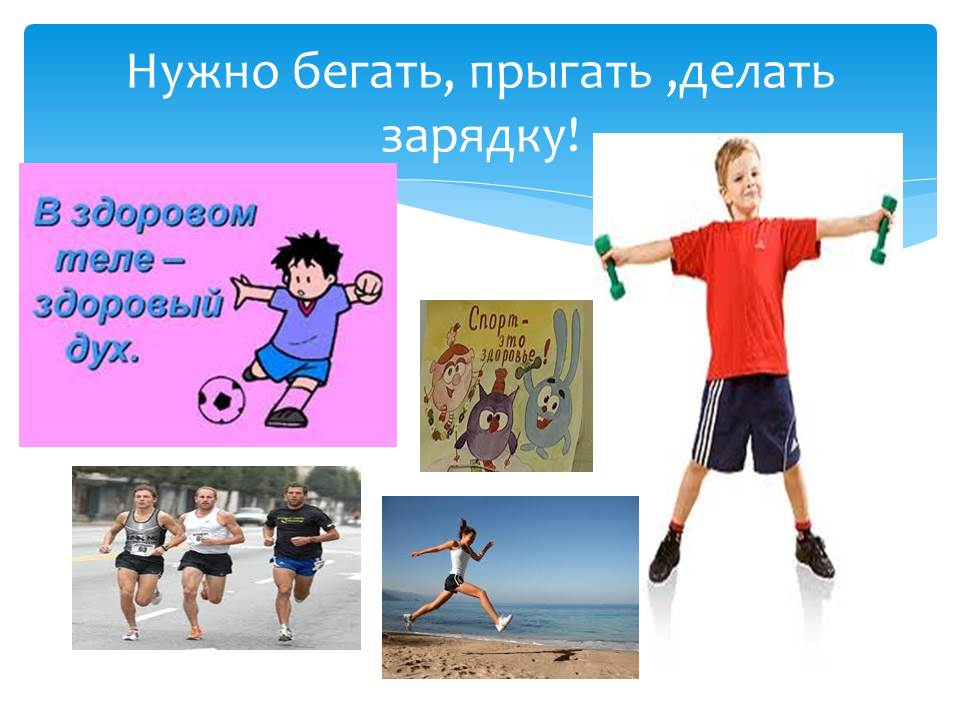 Нужно бегать, прыгать ,делать
зарядку!
В здоровом
теле –
здоровый
дух.
Спорт-
это
здоровье!